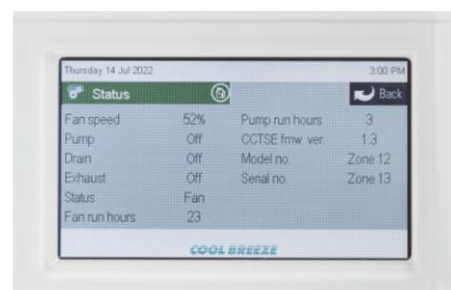 Thursday 14 Jul 2022 3:00 PM
Status Back
Fan speed 52% Pump run hours 3
Pump Off CCTSE fmw ver 1.3
Drain Off Model no. Zone 12
Exhaust Off Serial no. Zone 13
Status Fan
Fan run hours 23
COOL BREEZE